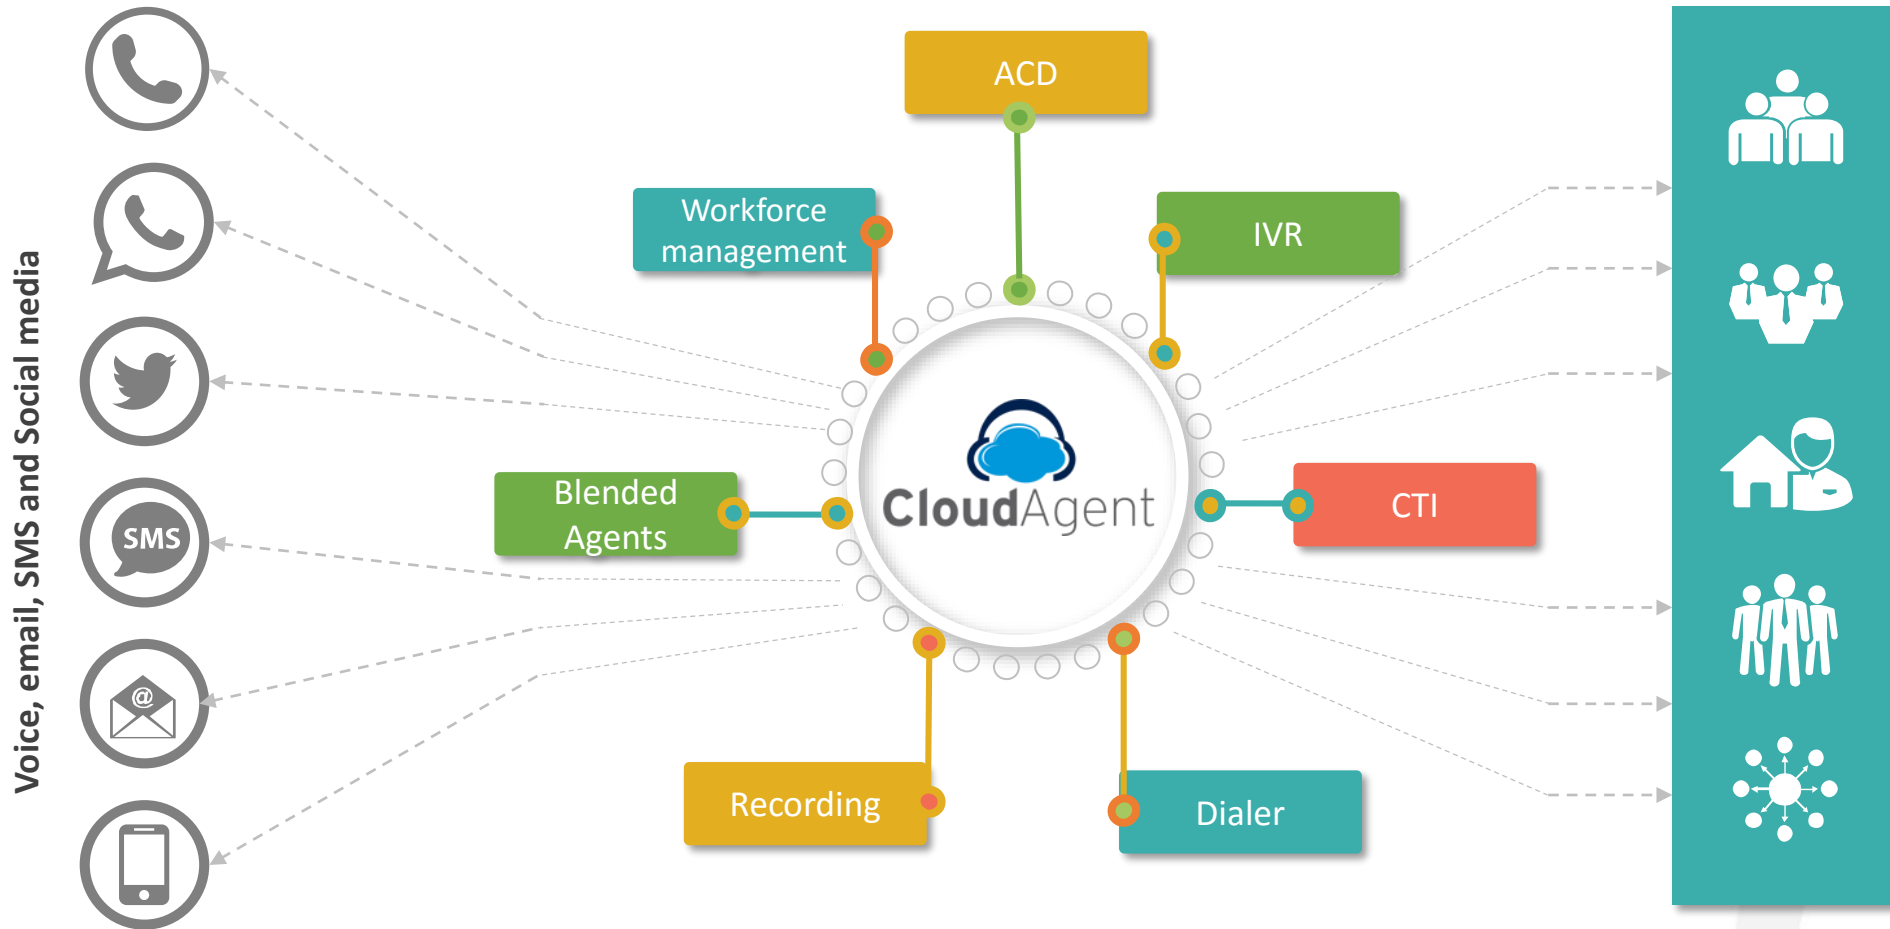 Voice, email, SMS and Social media
SMS
@
ACD
Workforce
management
IVR
CloudAgent
Blended
Agents
CTI
Recording
Dialer